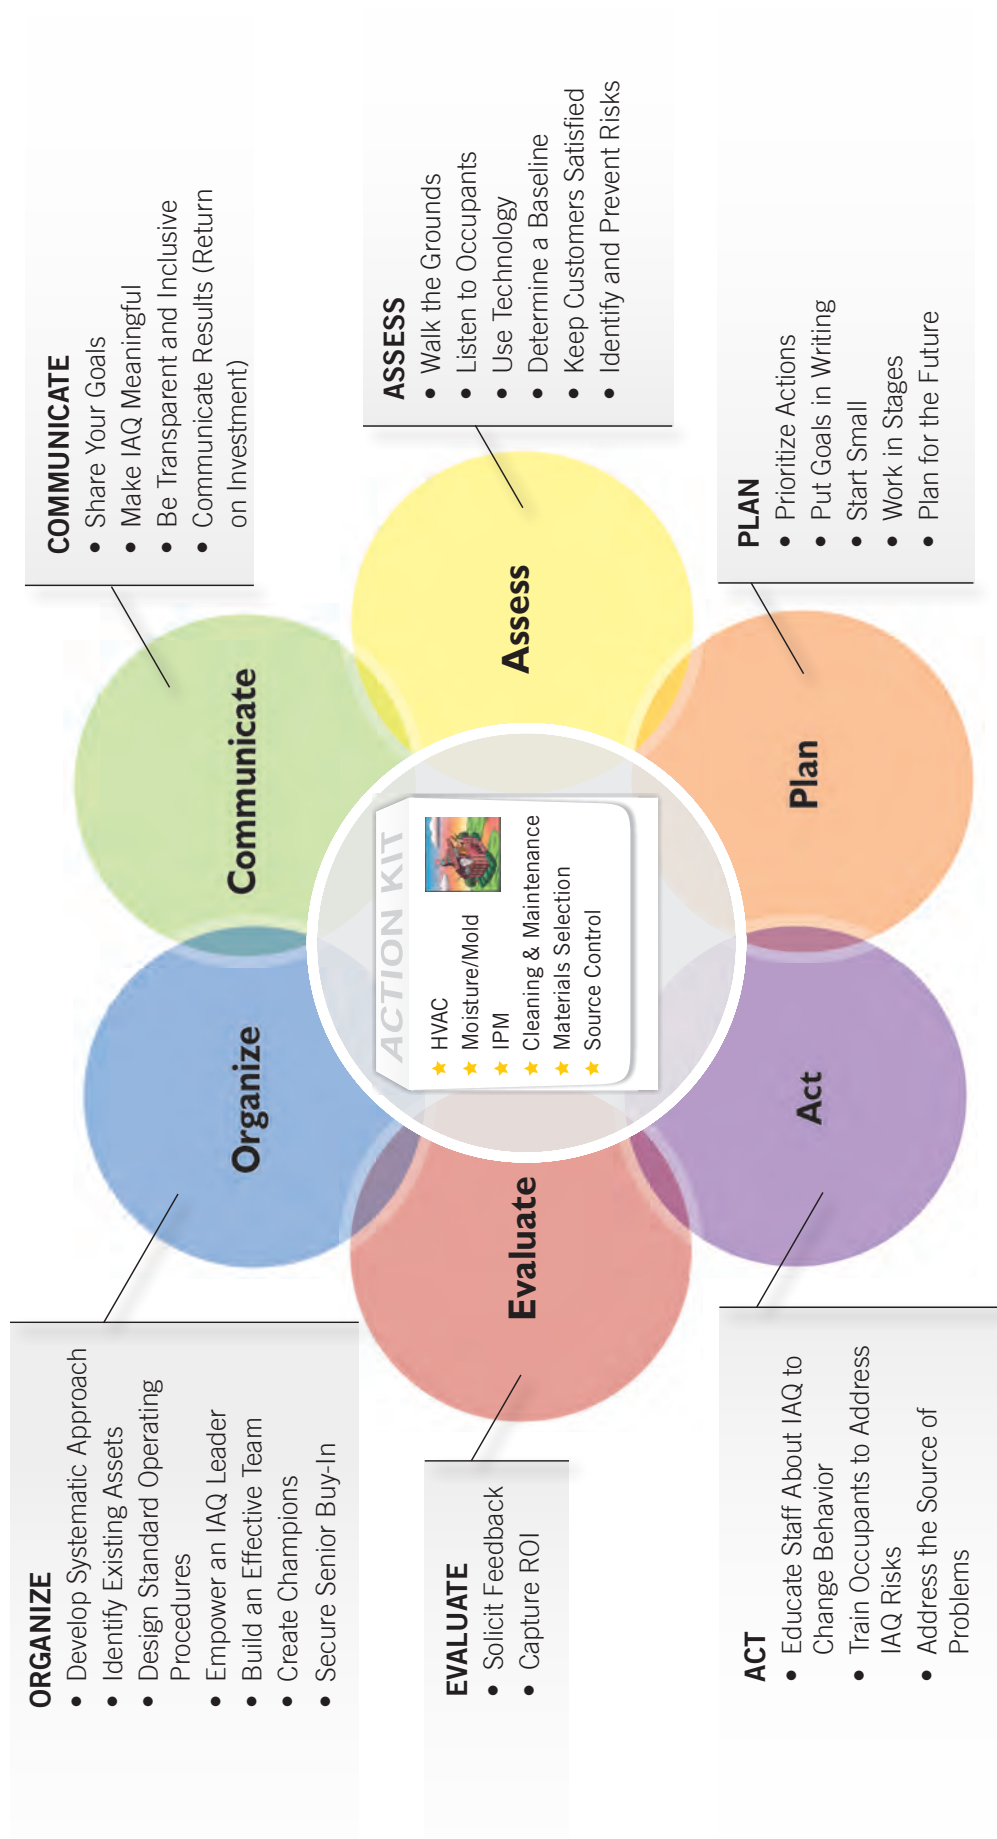 ORGANIZE
• Develop Systematic Approach
• Identify Existing Assets
• Design Standard Operating
Procedures
• Empower an IAQ Leader
• Build an Effective Team
• Create Champions
• Secure Senior Buy-In
COMMUNICATE
• Share Your Goals
• Make IAQ Meaningful
• Be Transparent and Inclusive
• Communicate Results (Return
on Investment)
Organize
Communicate
EVALUATE
• Solicit Feedback
• Capture ROI
Evaluate
ACTION KIT
HVAC
Moisture/Mold
IPM
Cleaning & Maintenance
Materials Selection
Source Control
Assess
ASSESS
• Walk the Grounds
• Listen to Occupants
• Use Technology
• Determine a Baseline
• Keep Customers Satisfied
• Identify and Prevent Risks
Act
Plan
ACT
• Educate Staff About IAQ to
Change Behavior
• Train Occupants to Address
IAQ Risks
• Address the Source of
Problems
PLAN
• Prioritize Actions
• Put Goals in Writing
• Start Small
• Work in Stages
• Plan for the Future